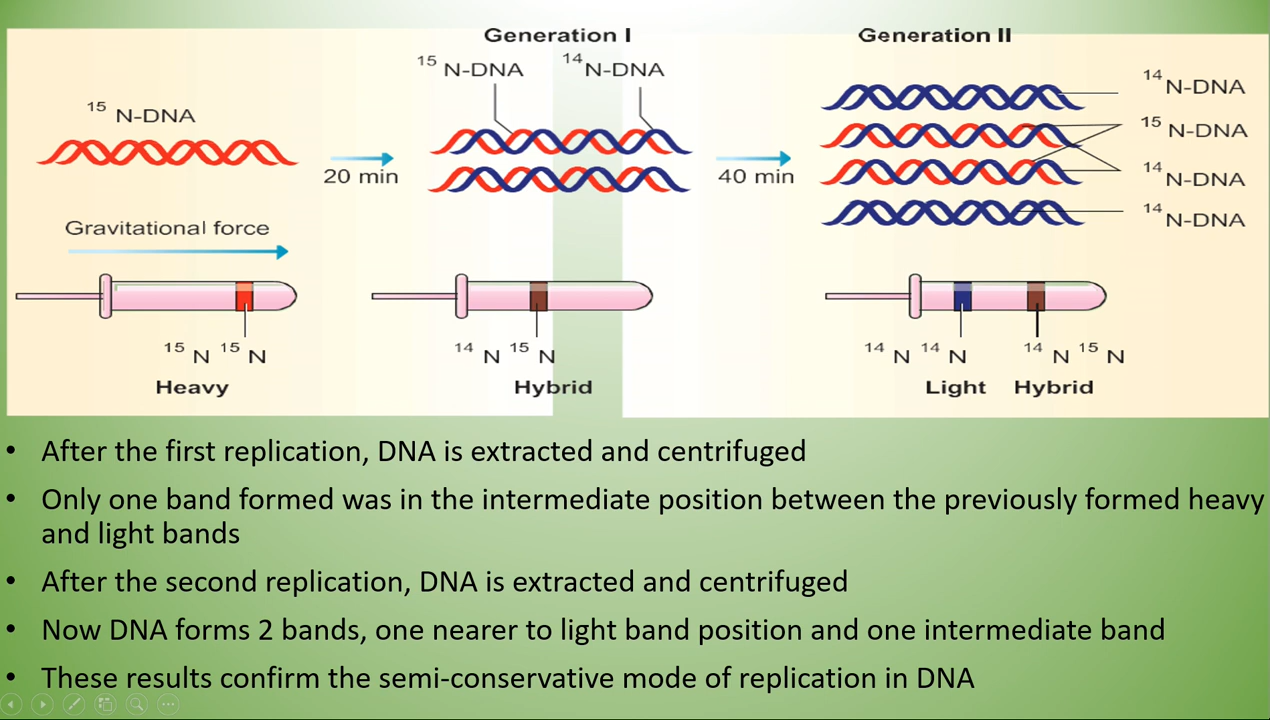 Generation I
Generation II
15 N-DNA
14 N-DNA
14 N-DNA
15 N-DNA
15 N-DNA
20 min
40 min
14 N-DNA
14 N-DNA
Gravitational force
15 N 15 N
14 N 15 N
14 N 14 N
14 N 15 N
Heavy
Hybrid
Light
Hybrid
• After the first replication, DNA is extracted and centrifuged
• Only one band formed was in the intermediate position between the previously formed heavy
and light bands
• After the second replication, DNA is extracted and centrifuged
• Now DNA forms 2 bands, one nearer to light band position and one intermediate band
• These results confirm the semi-conservative mode of replication in DNA